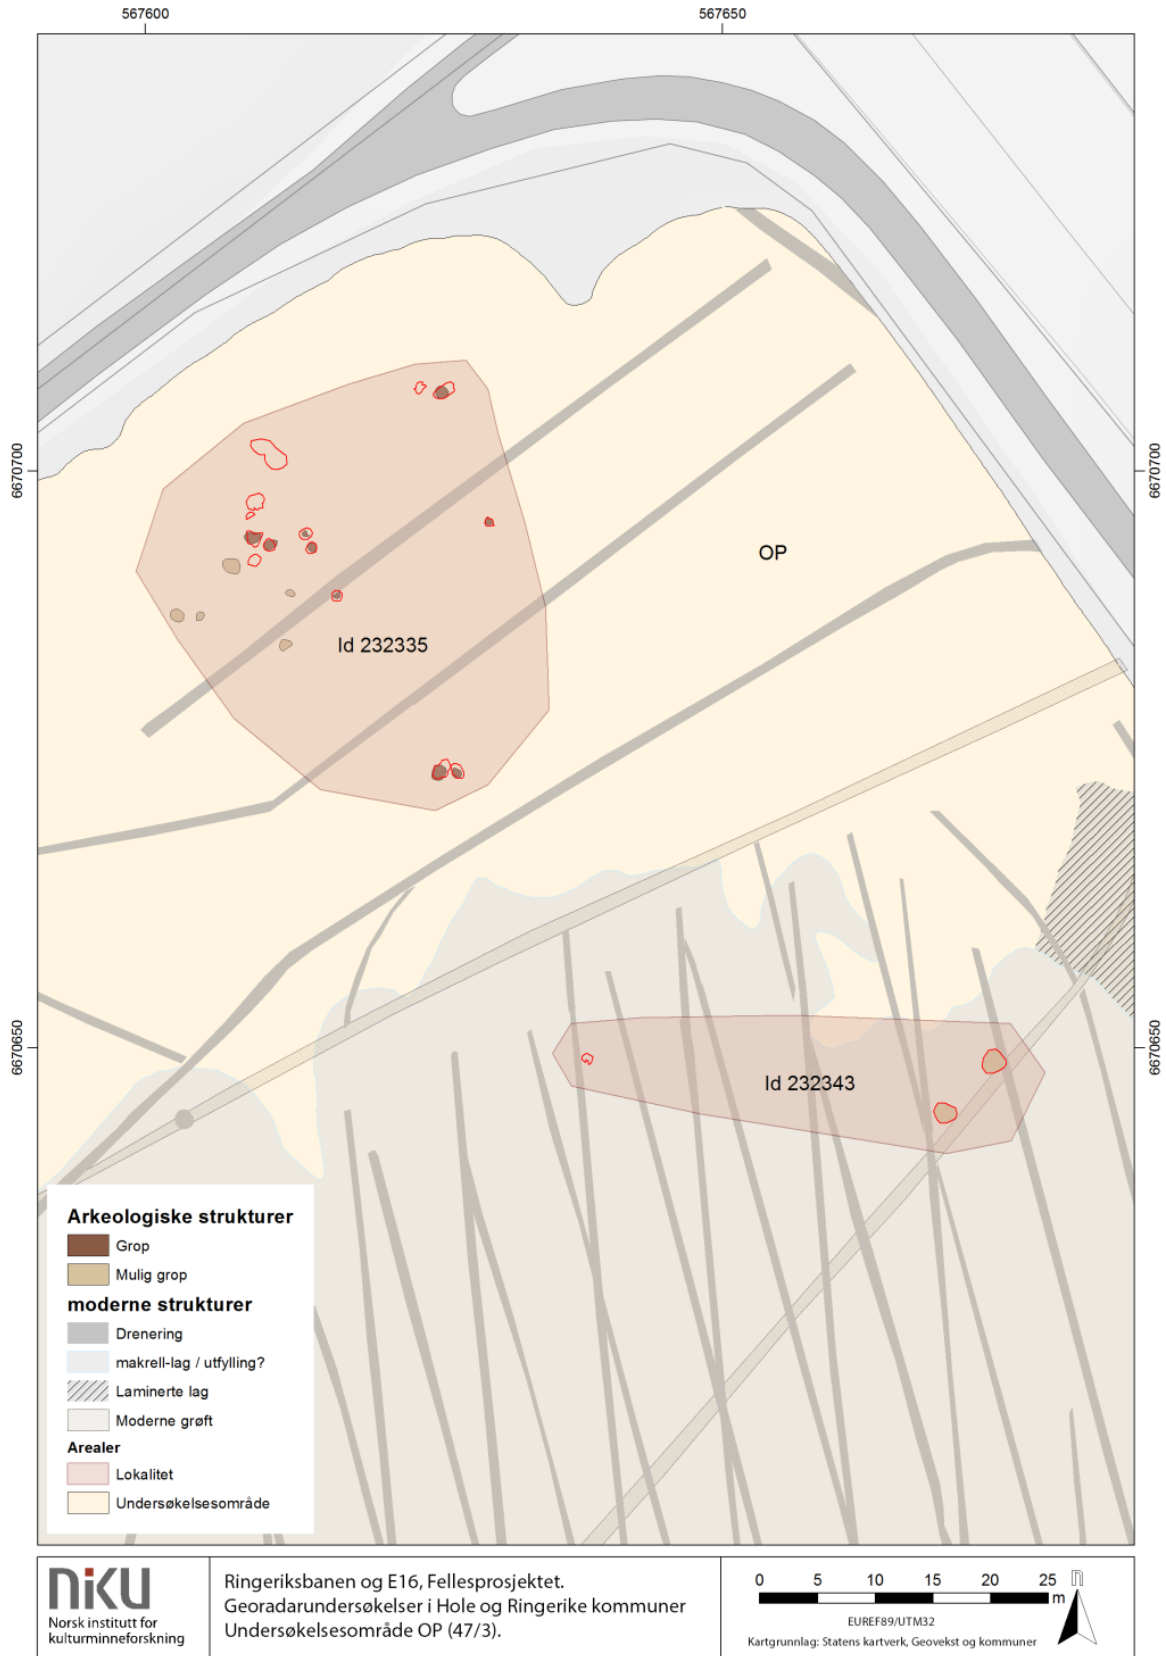 567600
567650
6670700
6670700
OP
Id 232335
6670650
6670650
Id 232343
Arkeologiske strukturer
Grop
Mulig grop
moderne strukturer
Drenering
makrell-lag / utfylling?
Laminerte lag
Moderne grøft
Arealer
Lokalitet
Undersøkelsesområde
niKU
Norsk institutt for
kulturminneforskning
Ringeriksbanen og E16, Fellesprosjektet.
Georadarundersøkelser i Hole og Ringerike kommuner
Undersøkelsesområde OP (47/3).
0 5 10 15 20 25
m
n
EUREF89/UTM32
Kartgrunnlag: Statens kartverk, Geovekst og kommuner